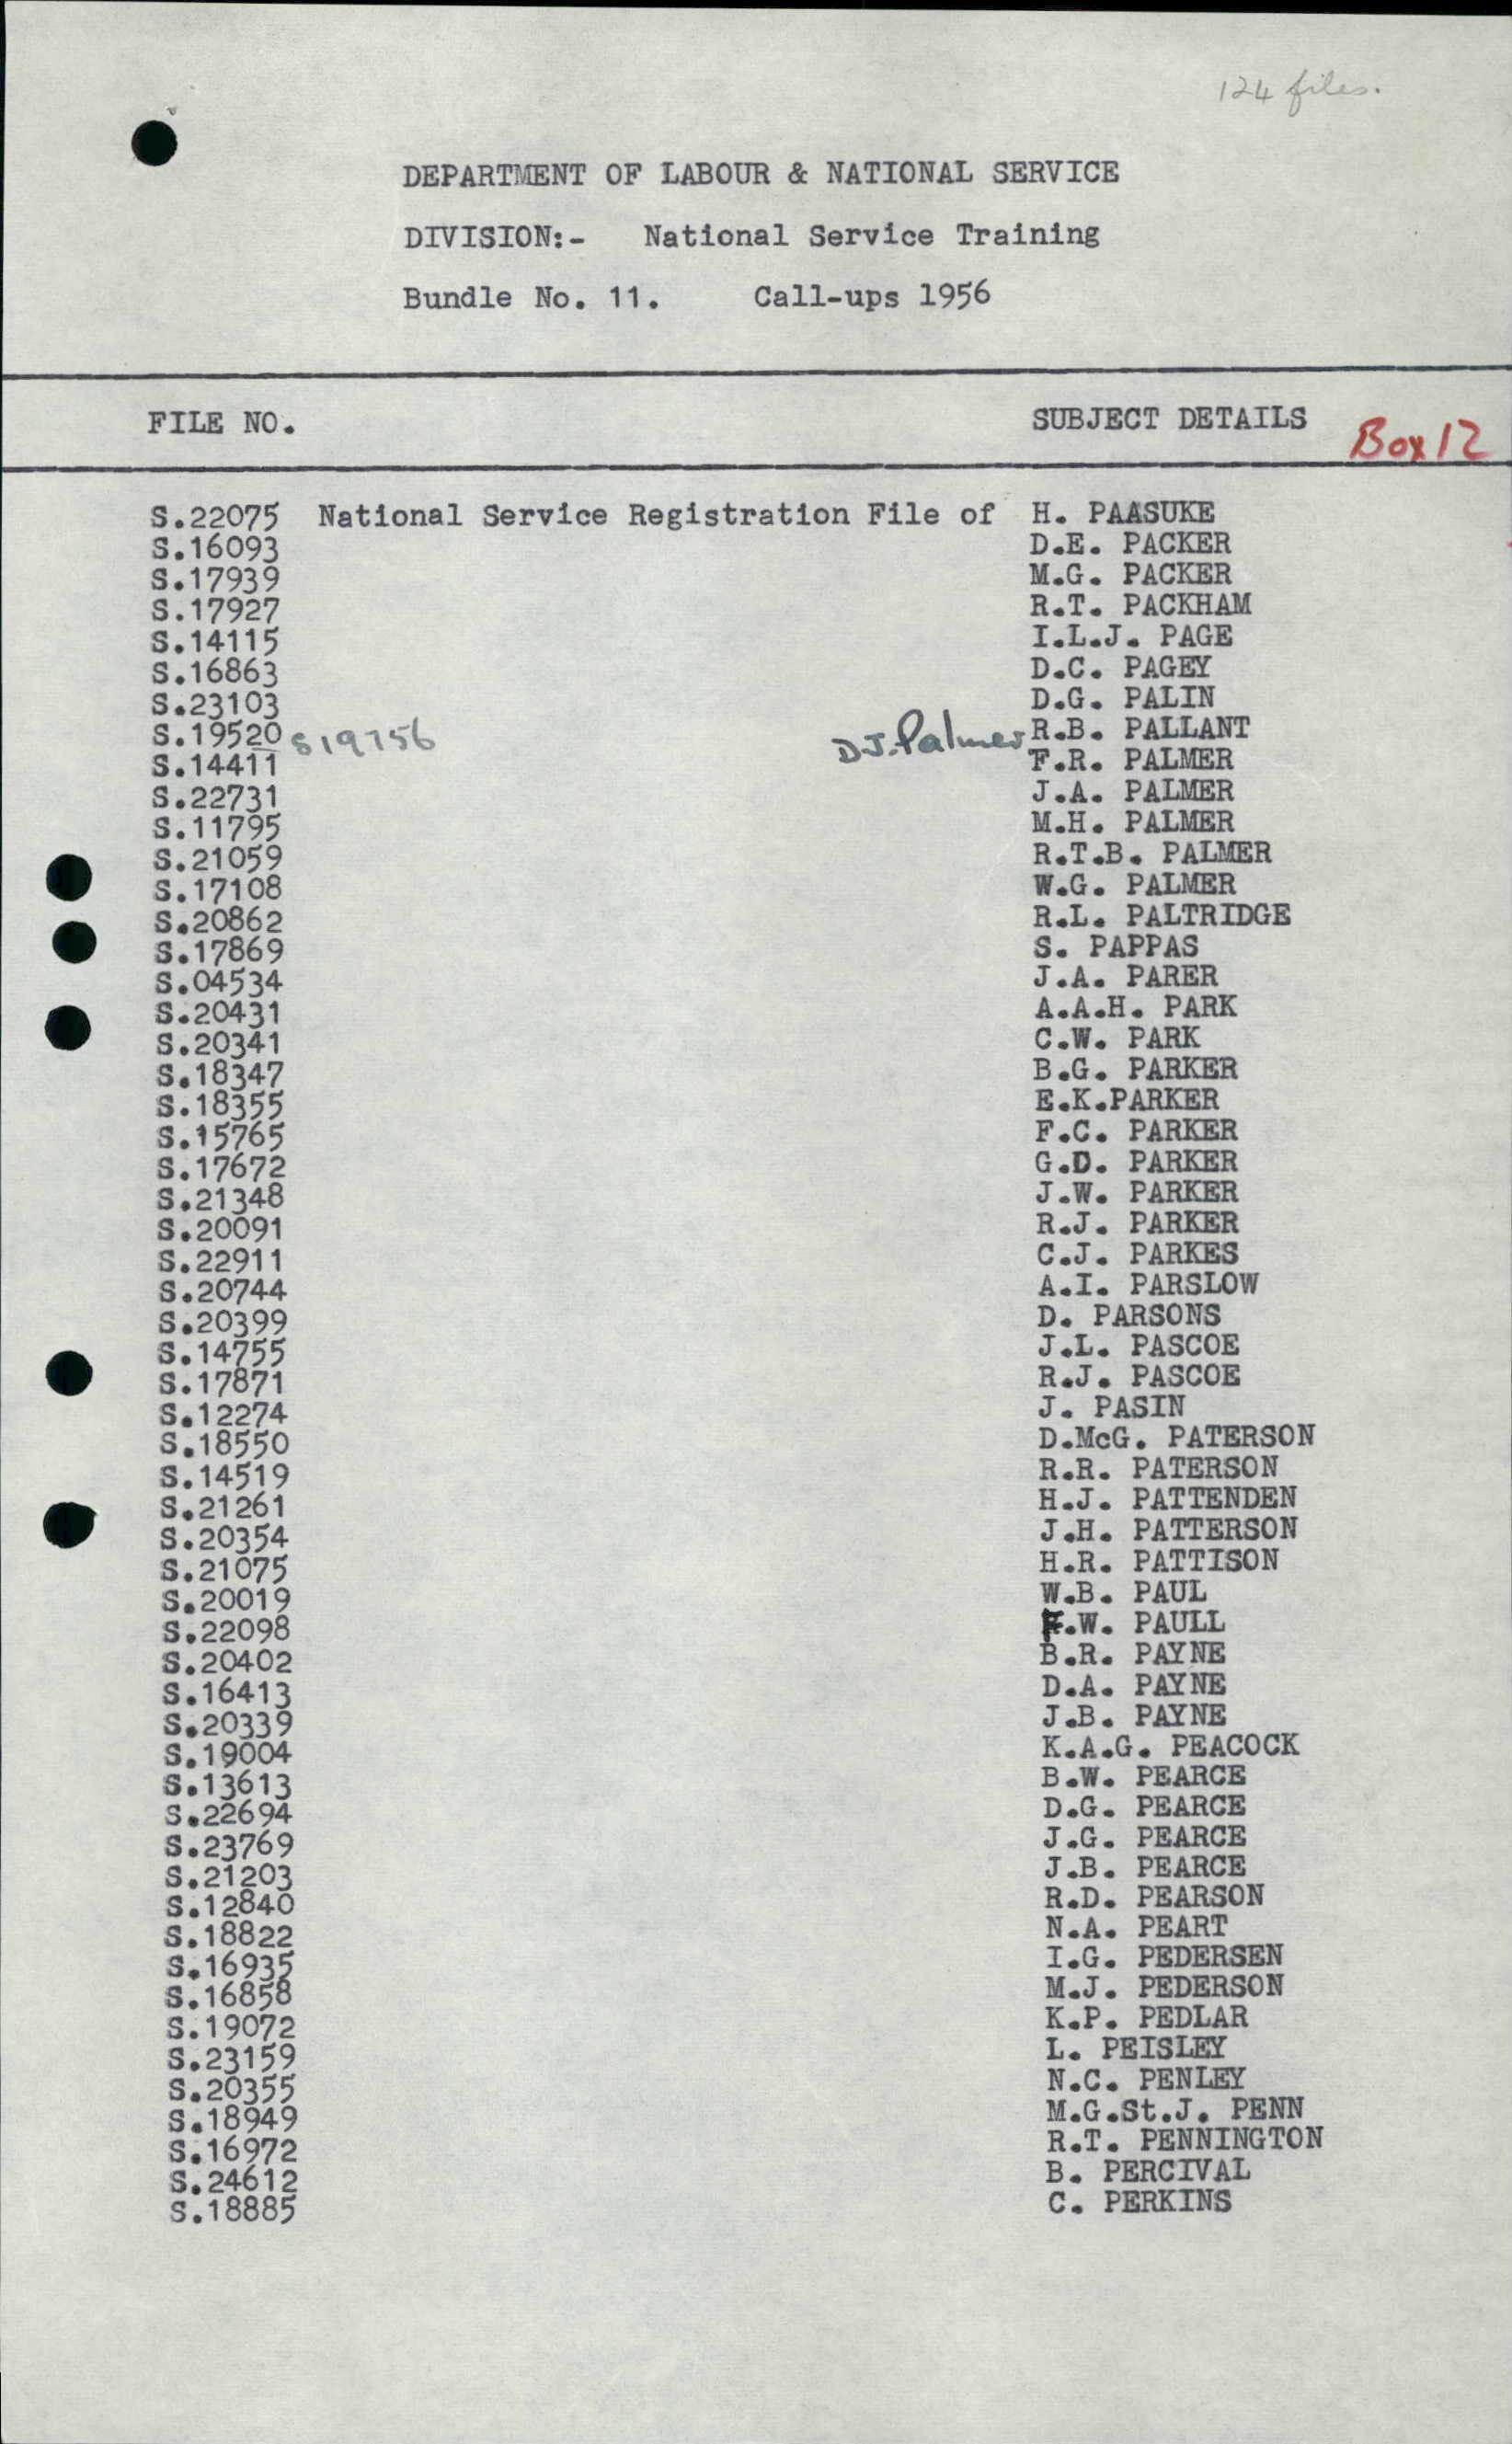 124 files.
DEPARTMENT OF LABOUR & NATIONAL SERVICE
DIVISION:- National Service Training
Bundle No. 11. Call-ups 1956
FILE NO. SUBJECT DETAILS Box 12
S.22075 National Service Registration File of H. PAASUKE
S.16093 D.E. PACKER
S.17939 M.G. PACKER
S.17927 R.T. PACKHAM
S.14115 I.L.J. PAGE
S.16863 D.C. PAGEY
S.23103 D.G. PALIN
S.19520 R.B. PALLANT
S19756 D.J. Palmer
S.14411 F.R. PALMER
S.22731 J.A. PALMER
S.11795 M.H. PALMER
S.21059 R.T.B. PALMER
S.17108 W.G. PALMER
S.20862 R.L. PALTRIDGE
S.17869 S. PAPPAS
S.04534 J.A. PARER
S.20431 A.A.H. PARK
S.20341 C.W. PARK
S.18347 B.G. PARKER
S.18355 E.K.PARKER
S.15765 F.C. PARKER
S.17672 G.D. PARKER
S.21348 J.W. PARKER
S.20091 R.J. PARKER
S.22911 C.J. PARKES
S.20744 A.I. PARSLOW
S.20399 D. PARSONS
S.14755 J.L. PASCOE
S.17871 R.J. PASCOE
S.12274 J. PASIN
S.18550 D.McG. PATERSON
S.14519 R.R. PATERSON
S.21261 H.J. PATTENDEN
S.20354 J.H. PATTERSON
S.21075 H.R. PATTISON
S.20019 W.B. PAUL
S.22098 F.W. PAULL
S.20402 B.R. PAYNE
S.16413 D.A. PAYNE
S.20339 J.B. PAYNE
S.19004 K.A.G. PEACOCK
S.13613 B.W. PEARCE
S.22694 D.G. PEARCE
S.23769 J.G. PEARCE
S.21203 J.B. PEARCE
S.12840 R.D. PEARSON
S.18822 N.A. PEART
S.16935 I.G. PEDERSEN
S.16858 M.J. PEDERSON
S.19072 K.P. PEDLAR
S.23159 L. PEISLEY
S.20355 N.C. PENLEY
S.18949 M.G.St.J. PENN
S.16972 R.T. PENNINGTON
S.24612 B. PERCIVAL
S.18885 C. PERKINS